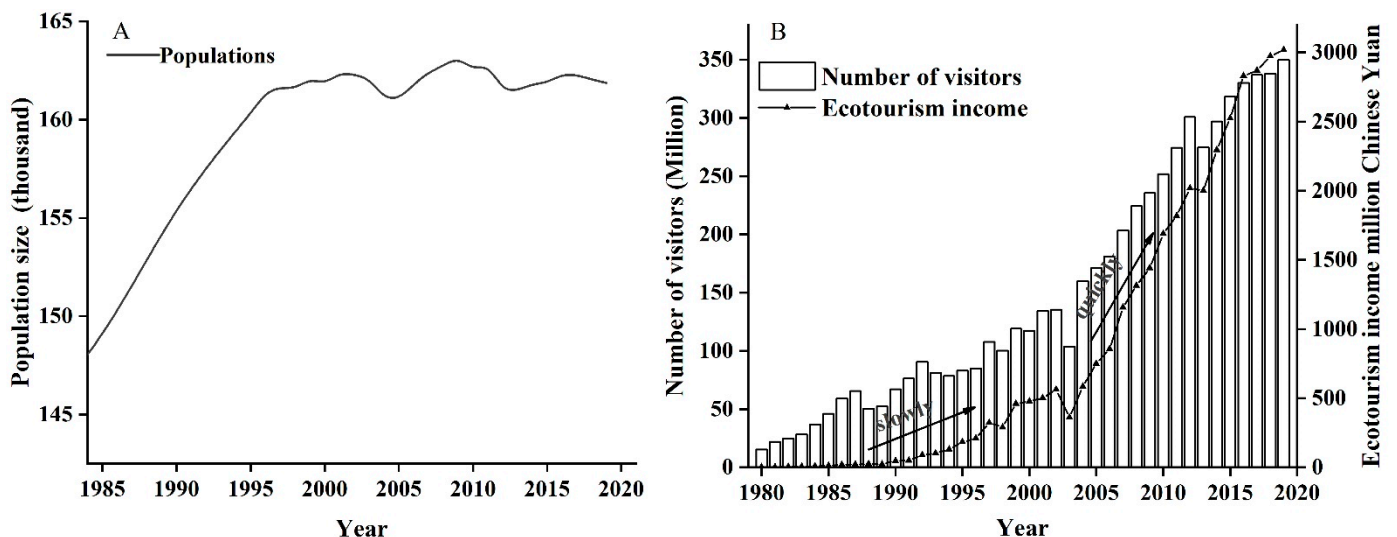 A
Populations
Population size (thousand)
165
160
155
150
145
1985 1990 1995 2000 2005 2010 2015 2020
Year
B
Number of visitors
Ecotourism income
Number of visitors (Million)
350
300
250
200
150
100
50
0
slowly
quickly
3000
2500
2000
1500
1000
500
0
Ecotourism income million Chinese Yuan
1980 1985 1990 1995 2000 2005 2010 2015 2020
Year